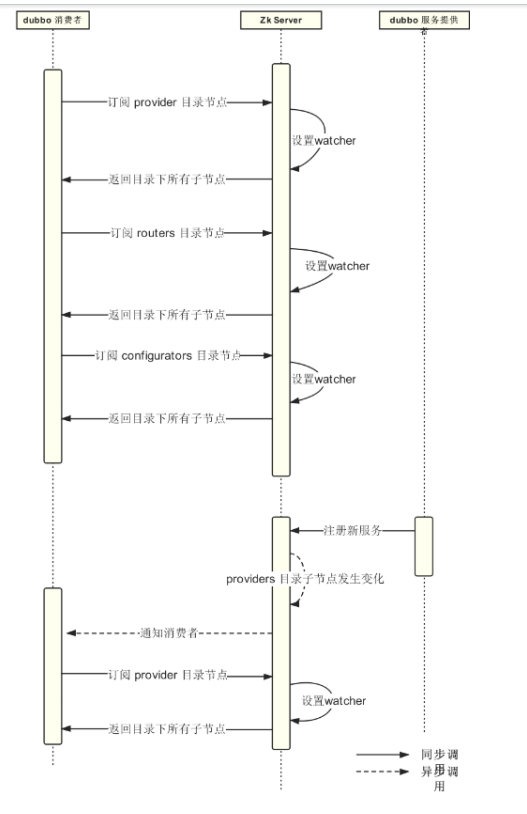 dubbo 消费者
Zk Server
dubbo 服务提供
者
订阅 provider 目录节点
设置watcher
返回目录下所有子节点
订阅 routers 目录节点
设置watcher
返回目录下所有子节点
订阅 configurators 目录节点
设置watcher
返回目录下所有子节点
注册新服务
providers 目录子节点发生变化
通知消费者
订阅 provider 目录节点
设置watcher
返回目录下所有子节点
同步调
用
异步调
用